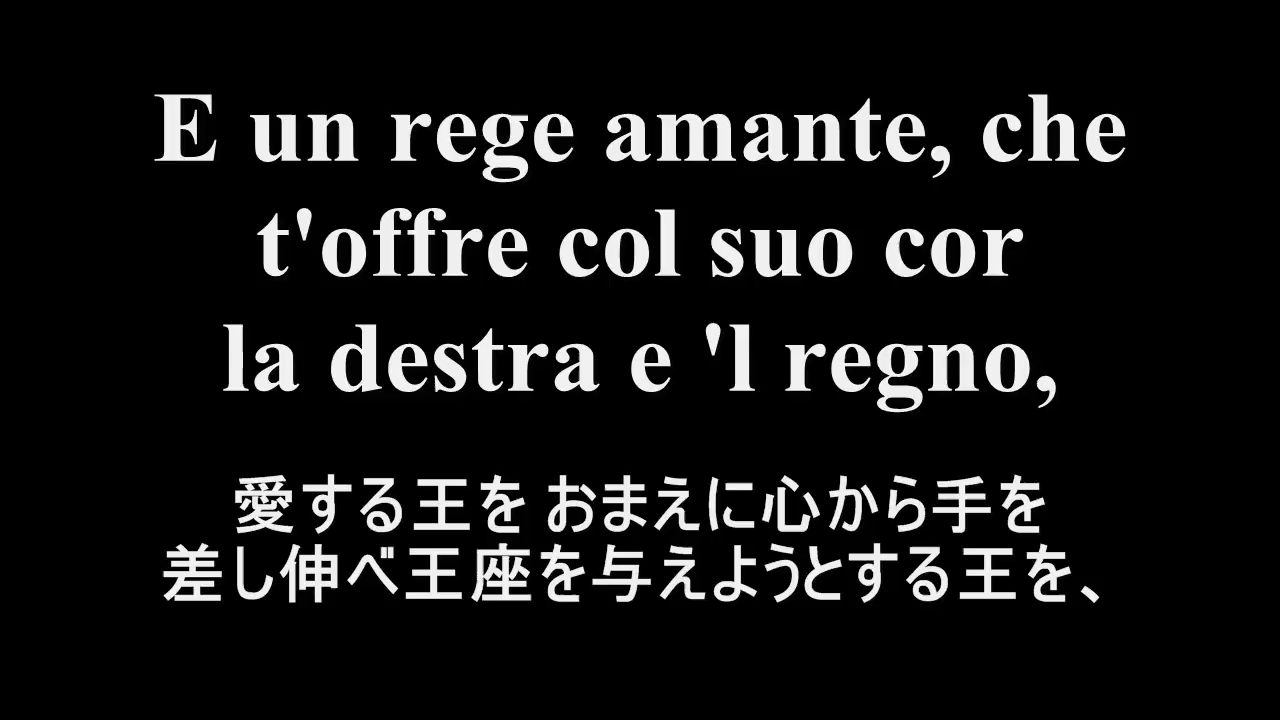 E un rege amante, che
t'offre col suo cor
la destra e 'l regno,
愛する王を おまえに心から手を
差し伸べ王座を与えようとする王を、